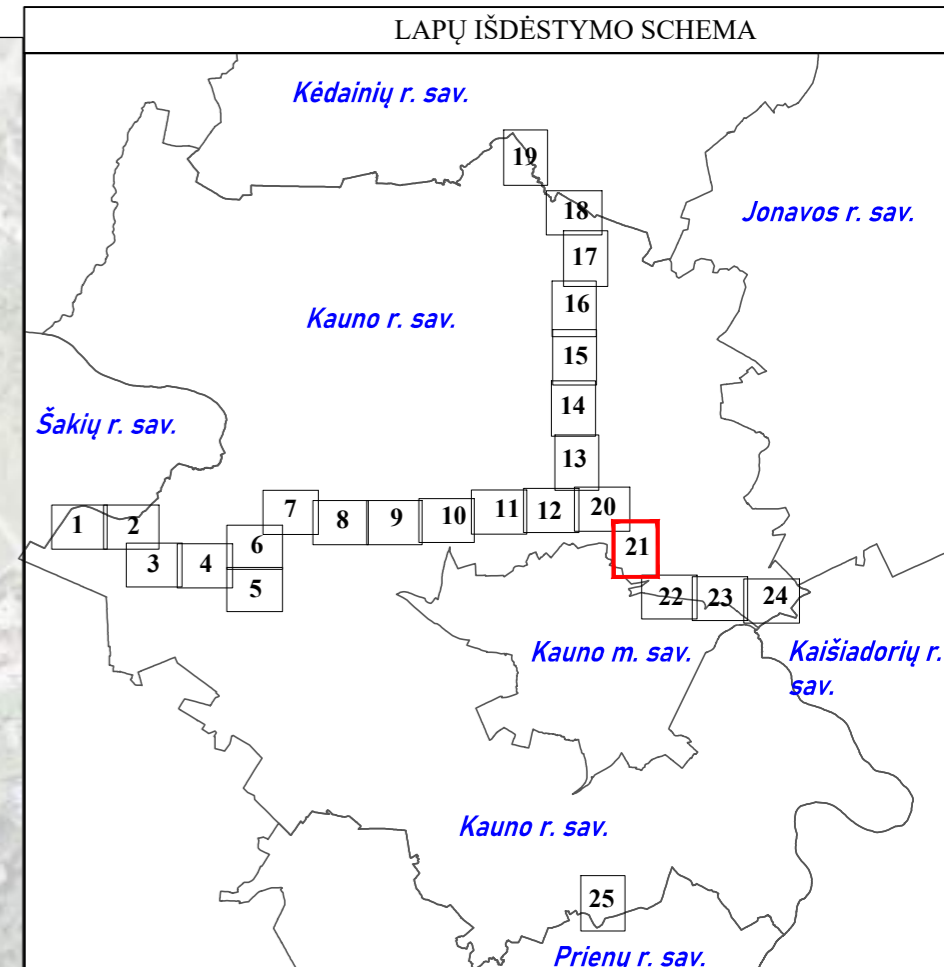 LAPŲ IŠDĖSTYMO SCHEMA
Kėdainių r. sav.
19
18
Jonavos r. sav.
17
16
Kauno r. sav.
15
14
Šakių r. sav.
13
7
11
12
20
1
2
8
9
10
6
21
3
4
5
22
23
24
Kauno m. sav.
Kaišiadorių r.
sav.
Kauno r. sav.
25
Prienų r. sav.